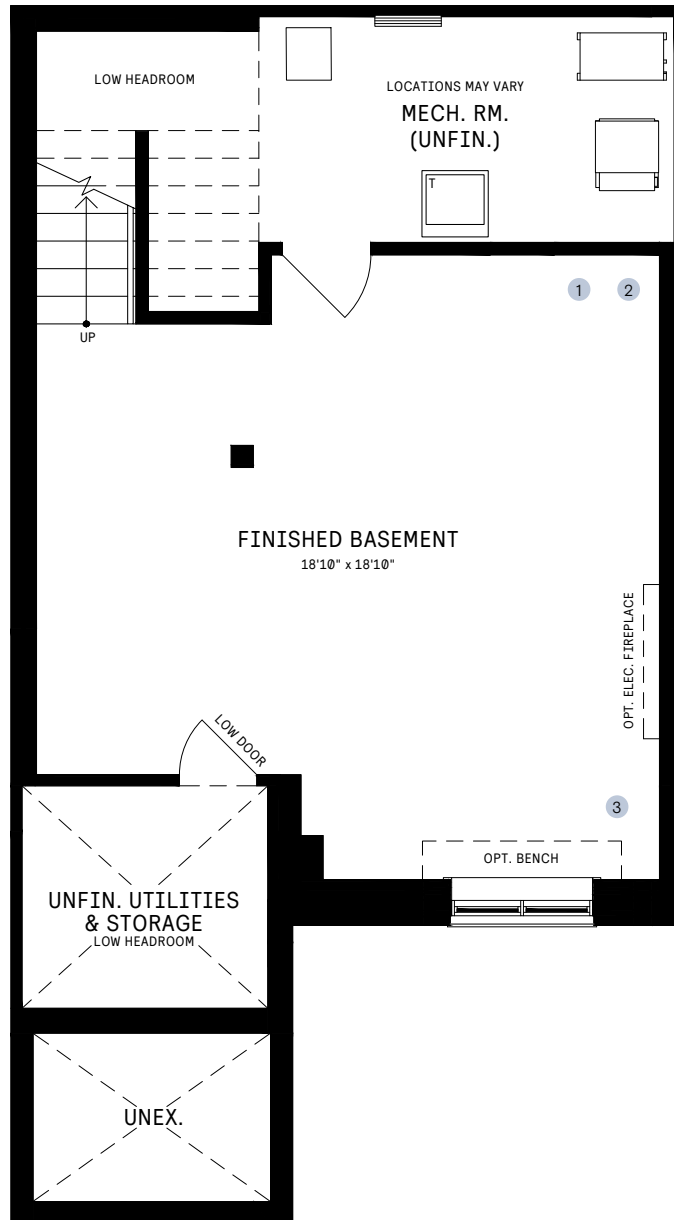 LOW HEADROOM
LOCATIONS MAY VARY
MECH. RM.
(UNFIN.)
T
1
2
UP
FINISHED BASEMENT
18'10" x 18'10"
OPT. ELEC. FIREPLACE
LOW DOOR
3
OPT. BENCH
UNFIN. UTILITIES
& STORAGE
LOW HEADROOM
UNEX.